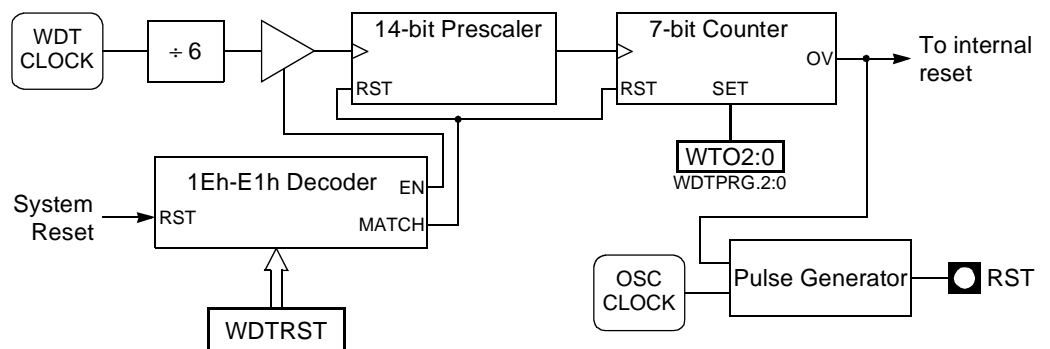 WDT
CLOCK
÷ 6
14-bit Prescaler
RST
7-bit Counter
OV
RST
SET
To internal
reset
WTO2:0
WDTPRG.2:0
1Eh-E1h Decoder
EN
RST
MATCH
System
Reset
WDTRST
OSC
CLOCK
Pulse Generator
RST